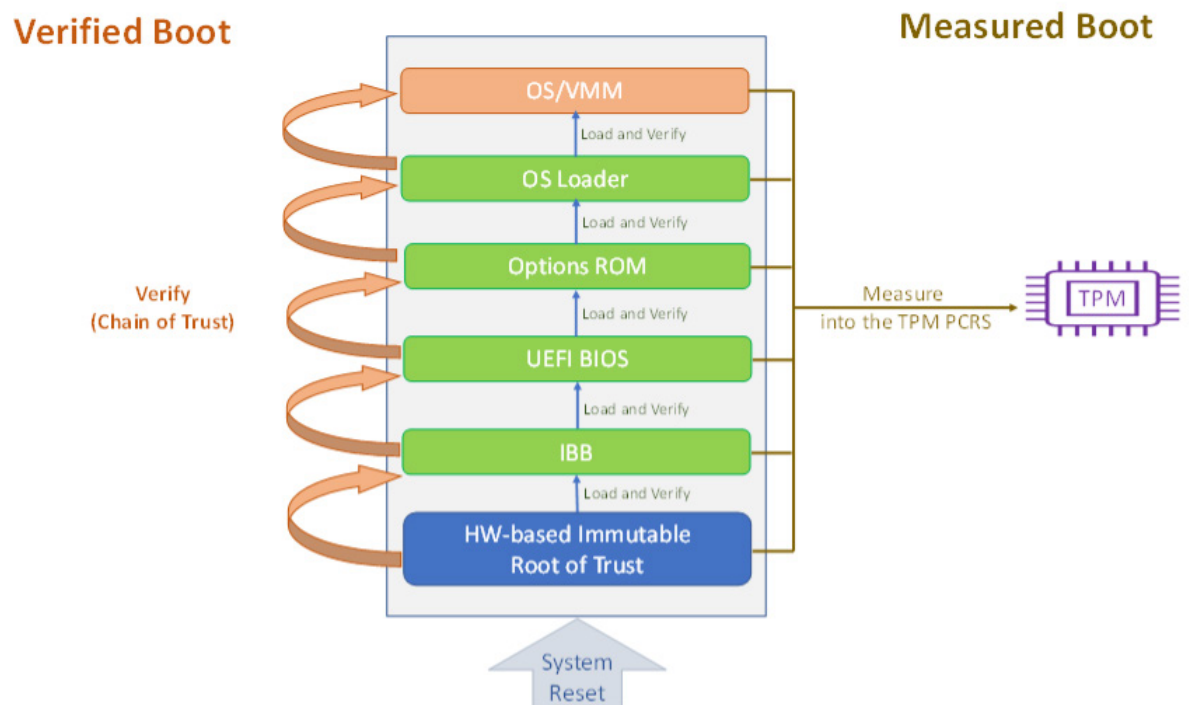 Verified Boot
Measured Boot
OS/VMM
Load and Verify
OS Loader
Load and Verify
Options ROM
Load and Verify
UEFI BIOS
Load and Verify
IBB
Load and Verify
HW-based Immutable
Root of Trust
Verify
(Chain of Trust)
Measure
into the TPM PCRS
TPM
System
Reset